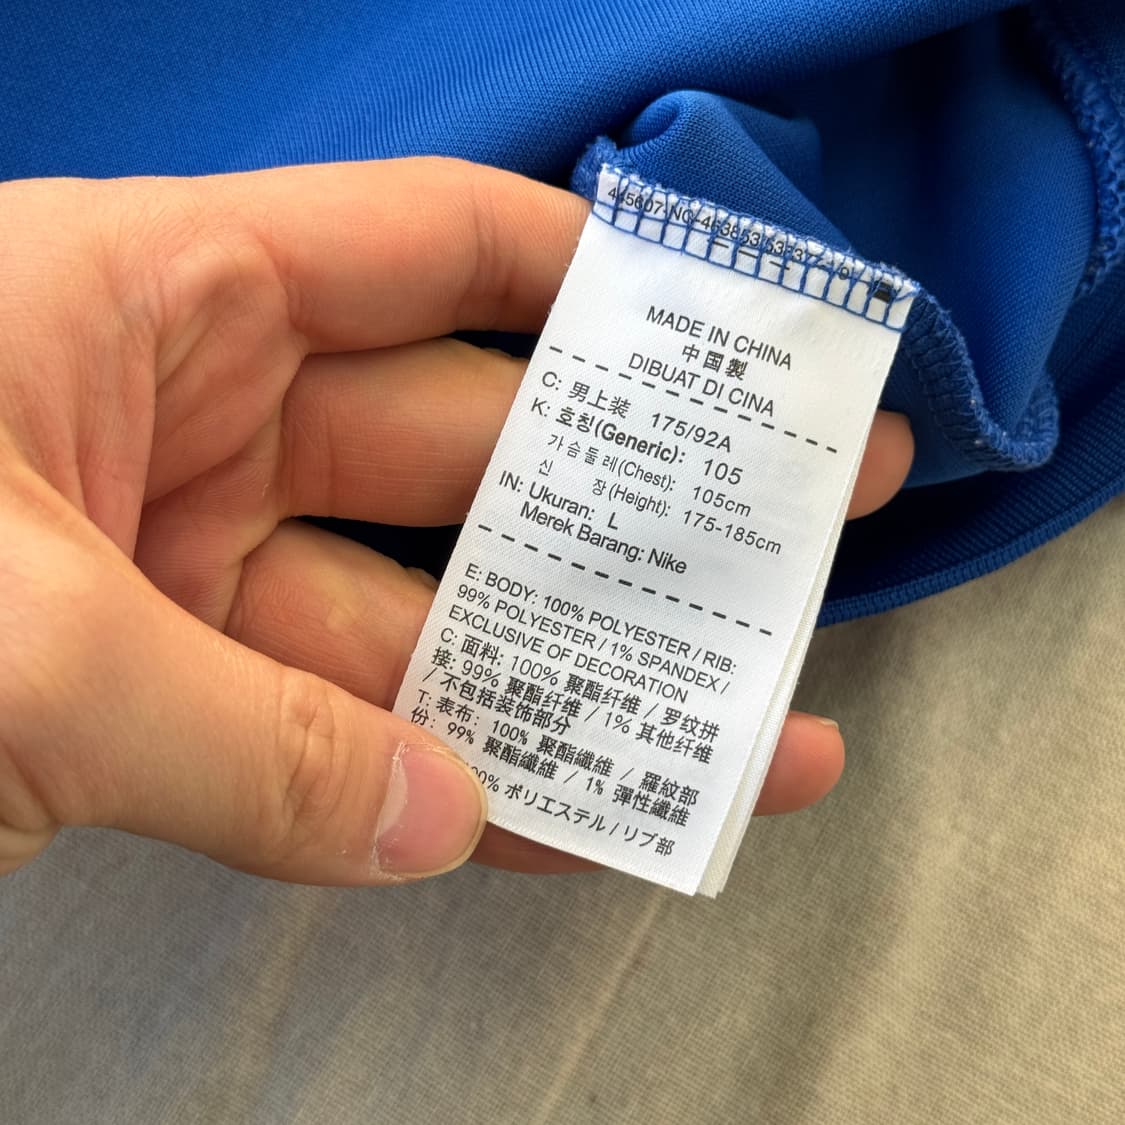 MADE IN CHINA
中国製
DIBUAT DI CINA
C: 男上装 175/92A
K: 호칭(Generic): 105
가슴둘레(Chest): 105cm
신 장(Height): 175-185cm
IN: Ukuran: L
Merek Barang: Nike
E: BODY: 100% POLYESTER / RIB:
99% POLYESTER / 1% SPANDEX /
EXCLUSIVE OF DECORATION
C: 面料: 100% 聚酯纤维 / 罗纹拼
接: 99% 聚酯纤维 / 1% 其他纤维
/ 不包括装饰部分
T: 表布: 100% 聚酯纖維 / 羅紋部
份: 99% 聚酯纖維 / 1% 彈性纖維
ポリエステル / リブ部